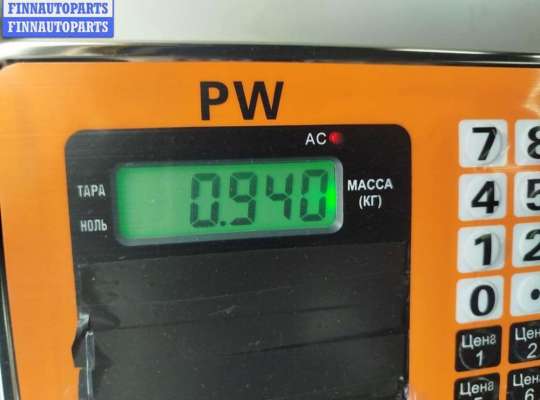 FINNAUTOPARTS
FINNAUTOPARTS
PW
AC
ТАРА
0.940
МАССА
(КГ)
НОЛЬ
7 8
4 5
1 2
0 .
Цена
1
Цена
2
Цена
Цена
6